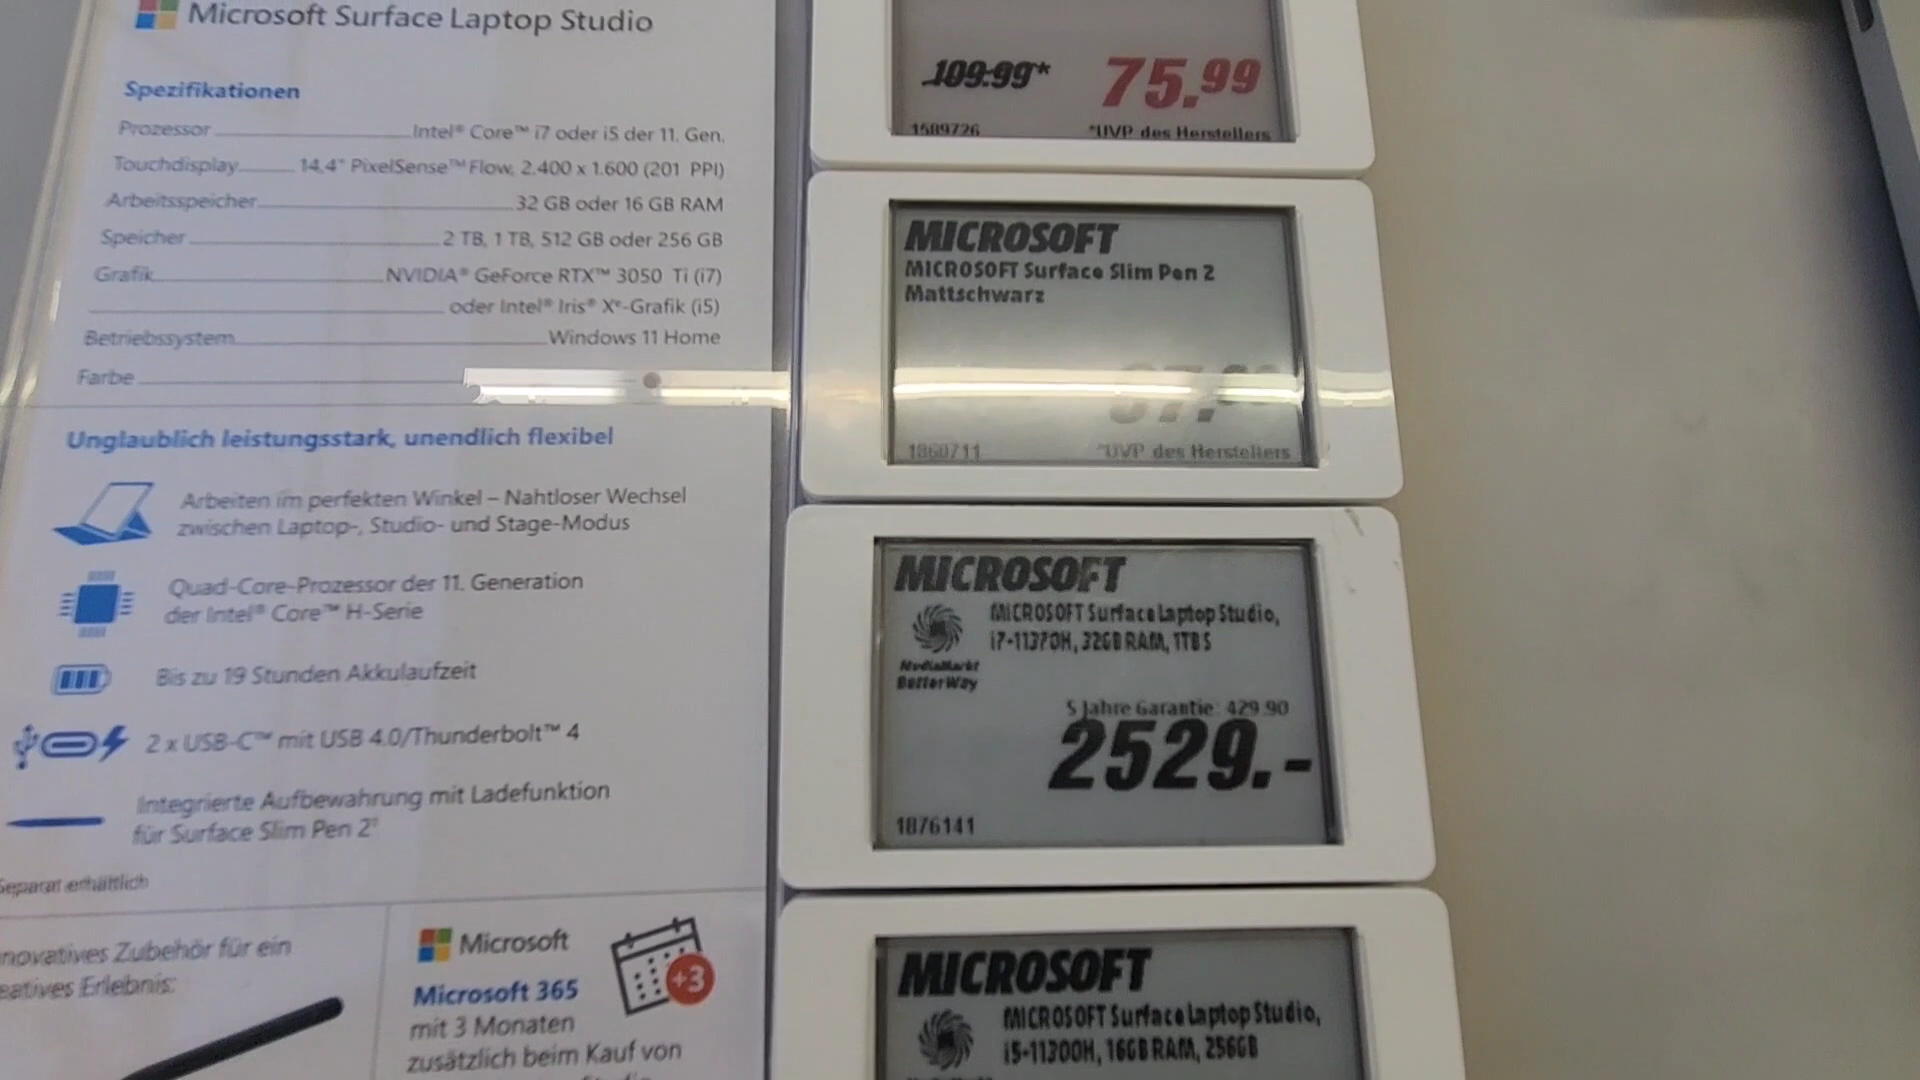 Microsoft Surface Laptop Studio
Spezifikationen
Prozessor Intel® Core™ i7 oder i5 der 11. Gen.
Touchdisplay 14,4" PixelSense™ Flow, 2.400 x 1.600 (201 PPI)
Arbeitsspeicher 32 GB oder 16 GB RAM
Speicher 2 TB, 1 TB, 512 GB oder 256 GB
Grafik NVIDIA® GeForce RTX™ 3050 Ti (i7)
oder Intel® Iris® Xe-Grafik (i5)
Betriebssystem Windows 11 Home
Farbe
Unglaublich leistungsstark, unendlich flexibel
Arbeiten im perfekten Winkel – Nahtloser Wechsel
zwischen Laptop-, Studio- und Stage-Modus
Quad-Core-Prozessor der 11. Generation
der Intel® Core™ H-Serie
Bis zu 19 Stunden Akkulaufzeit
2 x USB-C™ mit USB 4.0/Thunderbolt™ 4
Integrierte Aufbewahrung mit Ladefunktion
für Surface Slim Pen 2
Separat erhältlich
novatives Zubehör für ein
eatives Erlebnis:
Microsoft
+3
Microsoft 365
mit 3 Monaten
zusätzlich beim Kauf von
109.99* 75.99
1589726 *UVP des Herstellers
MICROSOFT
MICROSOFT Surface Slim Pen 2
Mattschwarz
1860711 *UVP des Herstellers
MICROSOFT
MICROSOFT Surface Laptop Studio,
i7-11370H, 32GB RAM, 1TB S
MediaMarkt
BetterWay
5 Jahre Garantie: 429.90
2529.-
1876141
MICROSOFT
MICROSOFT Surface Laptop Studio,
i5-11300H, 16GB RAM, 256GB